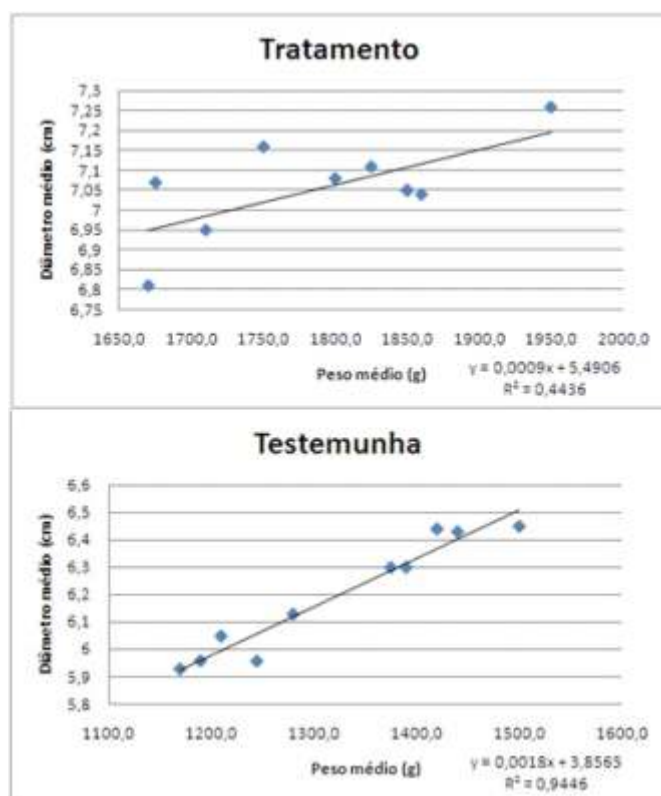 Tratamento
Diâmetro médio (cm)
7,3
7,25
7,2
7,15
7,1
7,05
7
6,95
6,9
6,85
6,8
6,75
1650,0 1700,0 1750,0 1800,0 1850,0 1900,0 1950,0 2000,0
Peso médio (g)
y = 0,0009x + 5,4906
R² = 0,4436
Testemunha
Diâmetro médio (cm)
6,6
6,5
6,4
6,3
6,2
6,1
6
5,9
5,8
1100,0 1200,0 1300,0 1400,0 1500,0 1600,0
Peso médio (g)
y = 0,0018x + 3,8565
R² = 0,9446